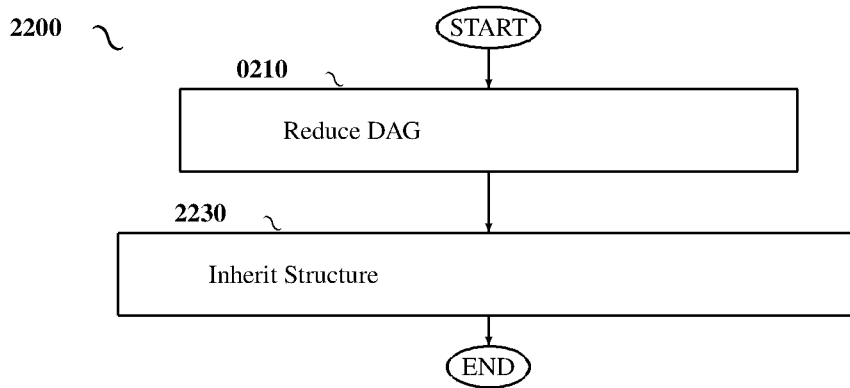 2200
START
0210
Reduce DAG
2230
Inherit Structure
END